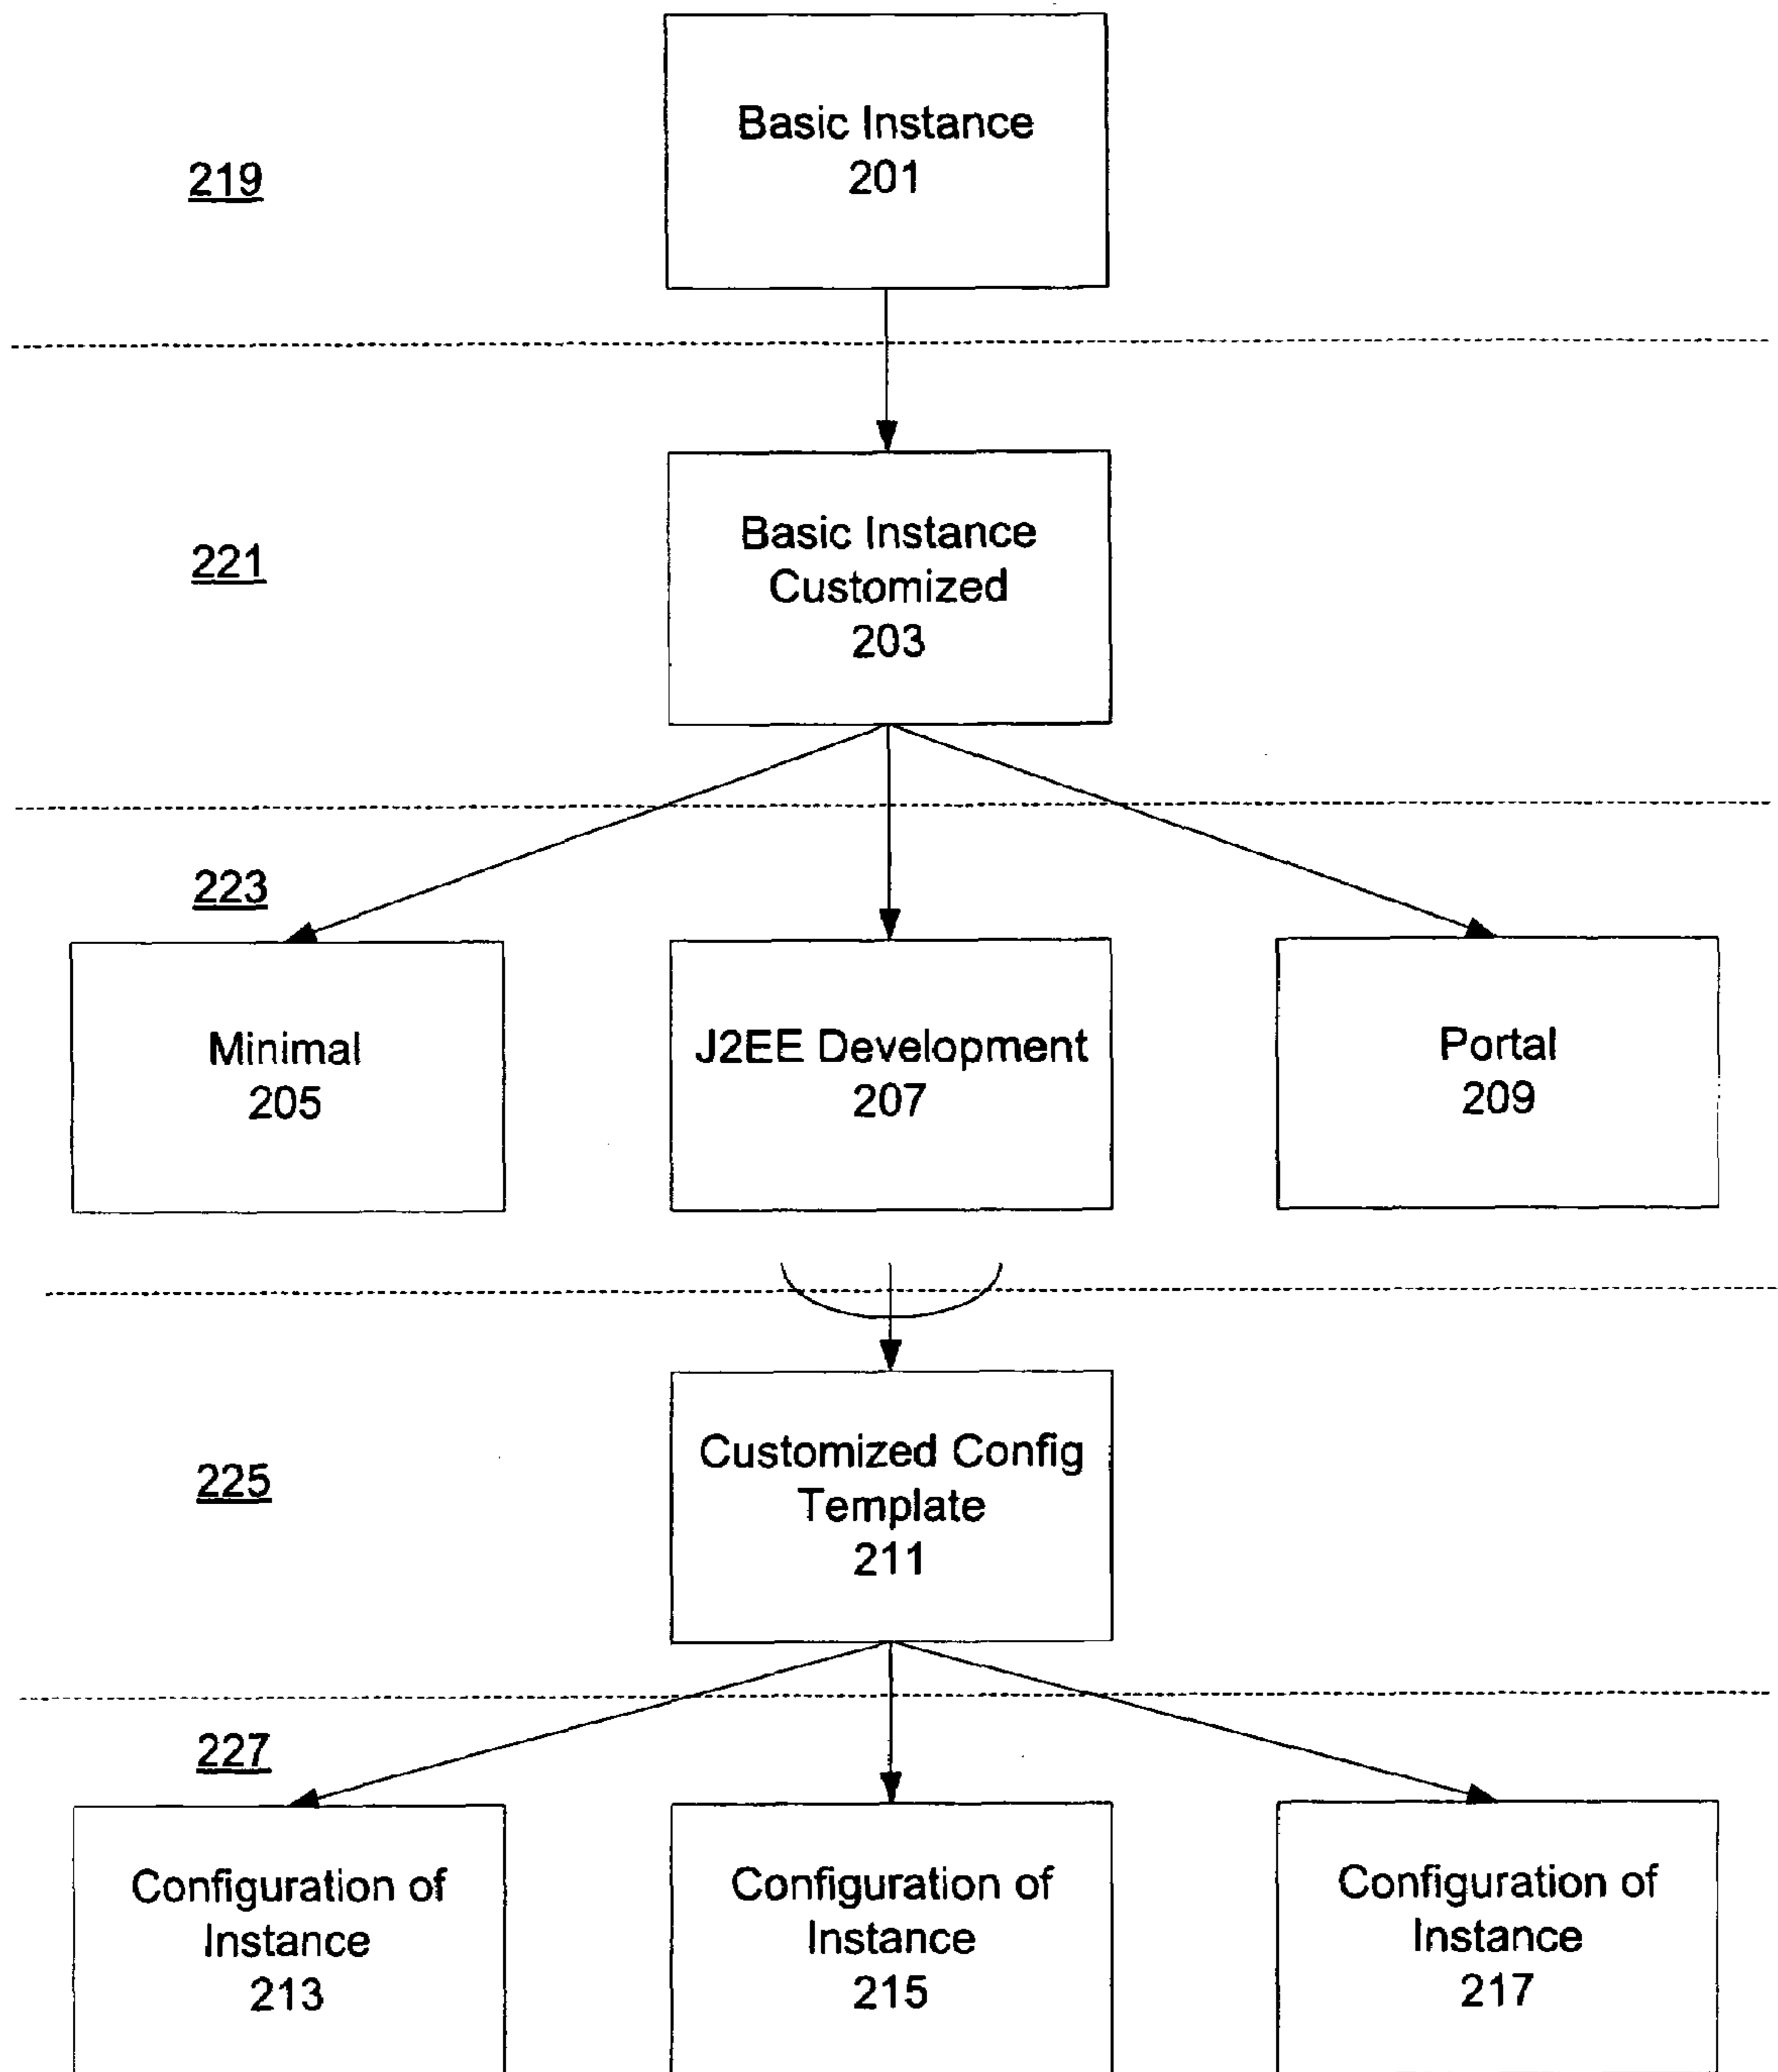 Basic Instance
201
219
Basic Instance
Customized
203
221
223
Minimal
205
J2EE Development
207
Portal
209
Customized Config
Template
211
225
227
Configuration of
Instance
213
Configuration of
Instance
215
Configuration of
Instance
217